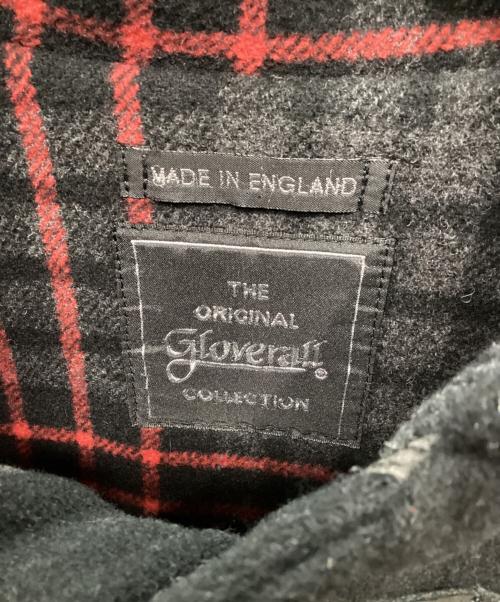 MADE IN ENGLAND
THE
ORIGINAL
Gloverall®
COLLECTION